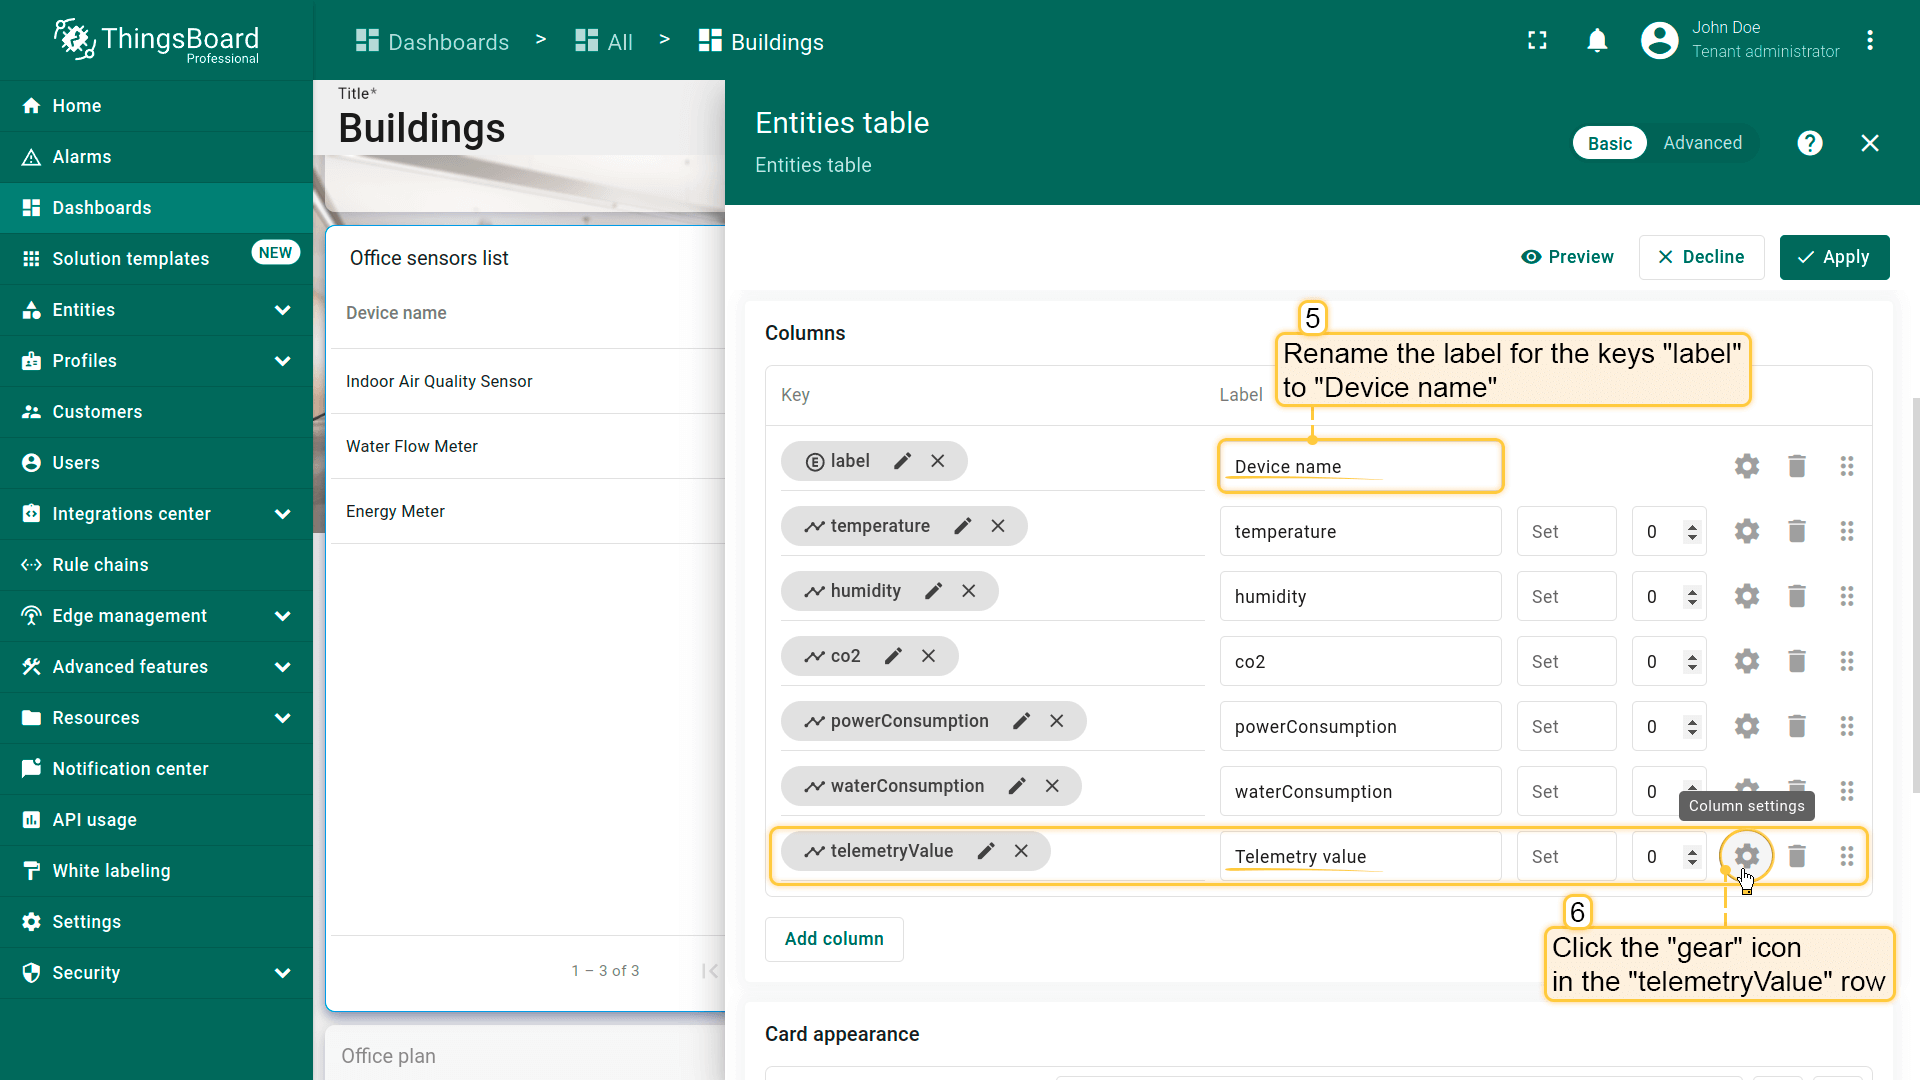 ThingsBoard
Professional
Dashboards > All > Buildings
John Doe
Tenant administrator
Home
Alarms
Dashboards
Solution templates NEW
Entities
Profiles
Customers
Users
Integrations center
Rule chains
Edge management
Advanced features
Resources
Notification center
API usage
White labeling
Settings
Security
Title*
Buildings
Office sensors list
Device name
Indoor Air Quality Sensor
Water Flow Meter
Energy Meter
1 – 3 of 3
Office plan
Entities table
Entities table
Basic Advanced
Preview Decline Apply
Columns
5
Rename the label for the keys "label"
to "Device name"
Key Label
label Device name
temperature temperature Set 0
humidity humidity Set 0
co2 co2 Set 0
powerConsumption powerConsumption Set 0
waterConsumption waterConsumption Set 0
Column settings
telemetryValue Telemetry value Set 0
6
Click the "gear" icon
in the "telemetryValue" row
Add column
Card appearance